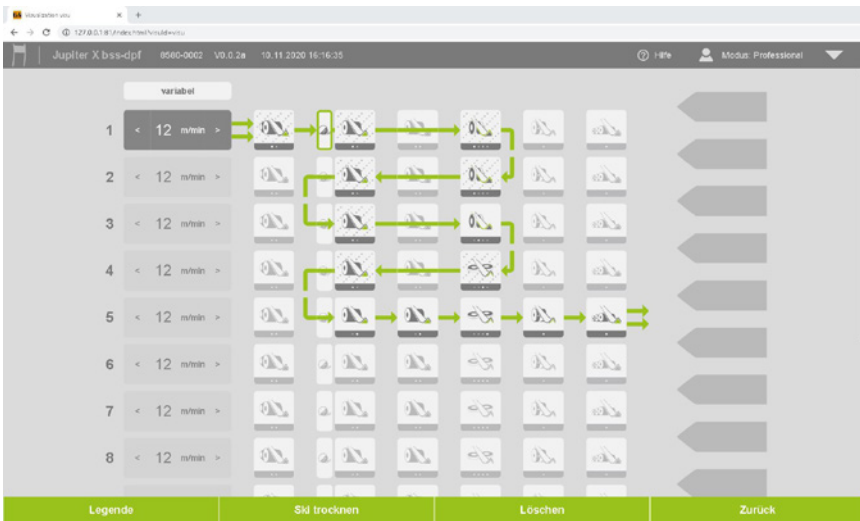 Jupiter X bss-dpf 8580-0002 V0.0.2a 10.11.2020 16:16:35 Hilfe Modus: Professional
variabel
1 < 12 m/min >
2 < 12 m/min >
3 < 12 m/min >
4 < 12 m/min >
5 < 12 m/min >
6 < 12 m/min >
7 < 12 m/min >
8 < 12 m/min >
Legende Ski trocknen Löschen Zurück